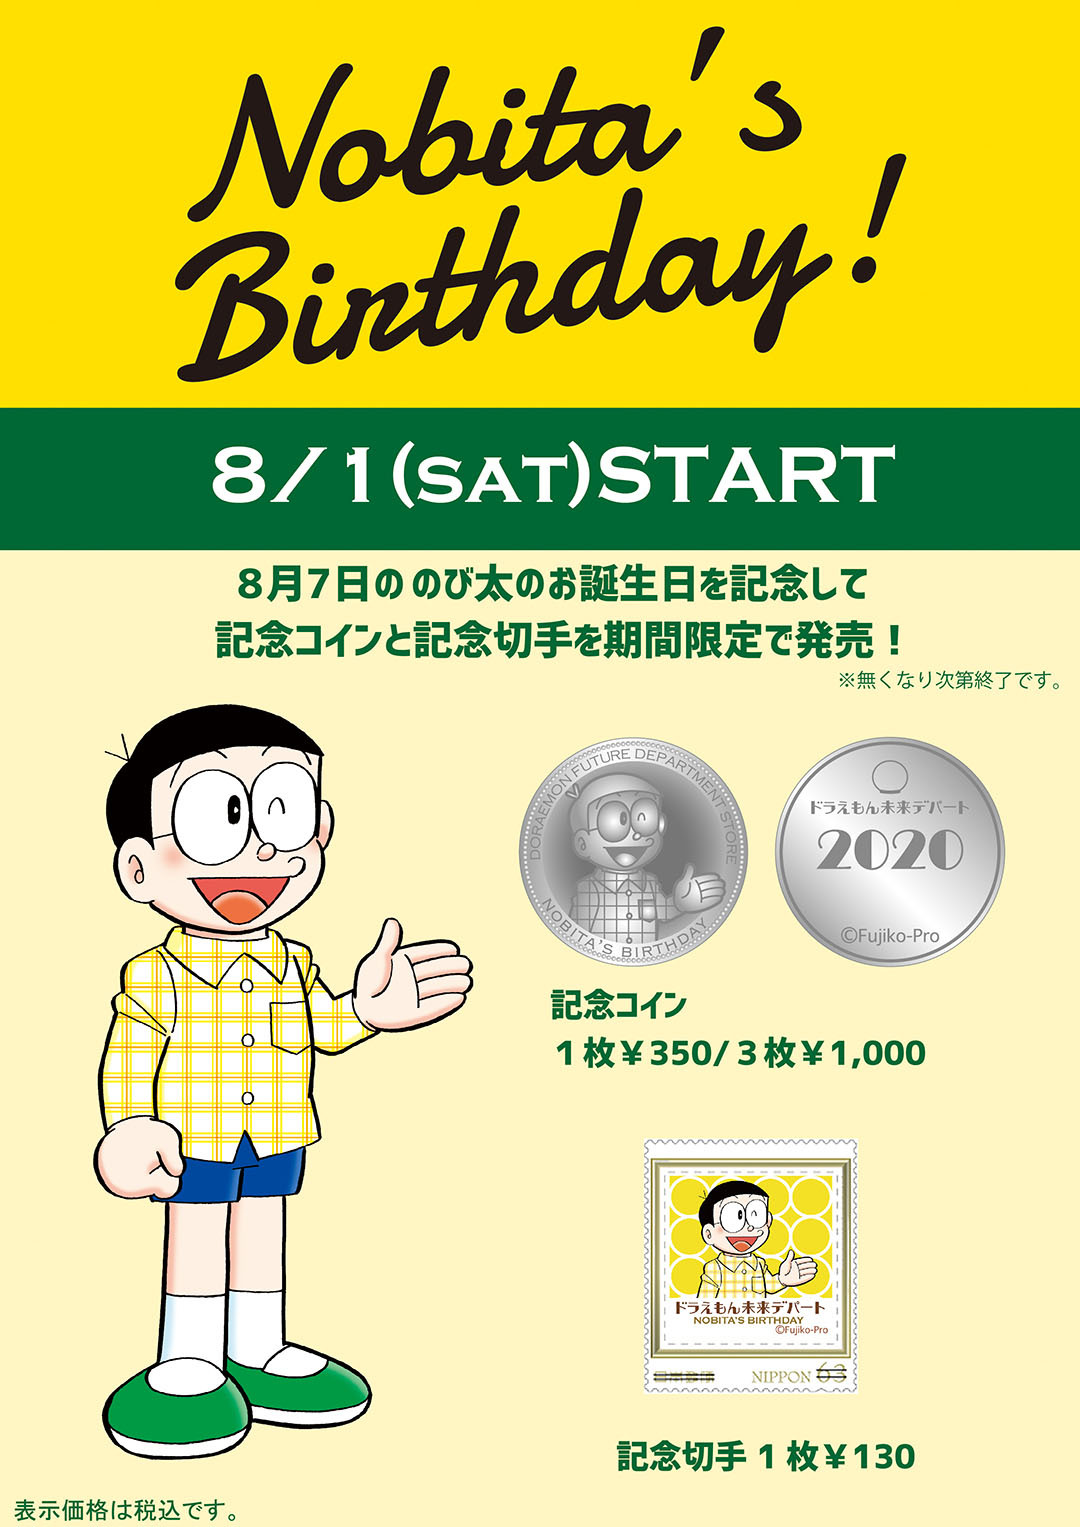 Nobita's
Birthday!
8/1(SAT)START
8月7日の のび太のお誕生日を記念して
記念コインと記念切手を期間限定で発売！
※無くなり次第終了です。
DORAEMON FUTURE DEPARTMENT STORE
NOBITA'S BIRTHDAY
ドラえもん未来デパート
2020
©Fujiko-Pro
記念コイン
1枚¥350/3枚¥1,000
ドラえもん未来デパート
NOBITA'S BIRTHDAY
©Fujiko-Pro
NIPPON 63
記念切手1枚¥130
表示価格は税込です。